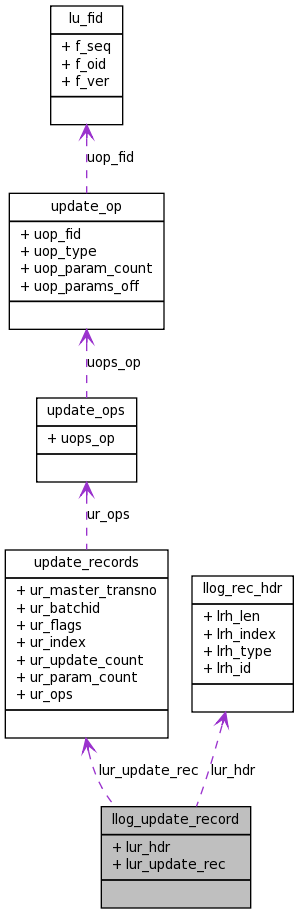 lu_fid
+ f_seq
+ f_oid
+ f_ver
uop_fid
update_op
+ uop_fid
+ uop_type
+ uop_param_count
+ uop_params_off
uops_op
update_ops
+ uops_op
ur_ops
update_records
+ ur_master_transno
+ ur_batchid
+ ur_flags
+ ur_index
+ ur_update_count
+ ur_param_count
+ ur_ops
llog_rec_hdr
+ lrh_len
+ lrh_index
+ lrh_type
+ lrh_id
lur_update_rec
lur_hdr
llog_update_record
+ lur_hdr
+ lur_update_rec